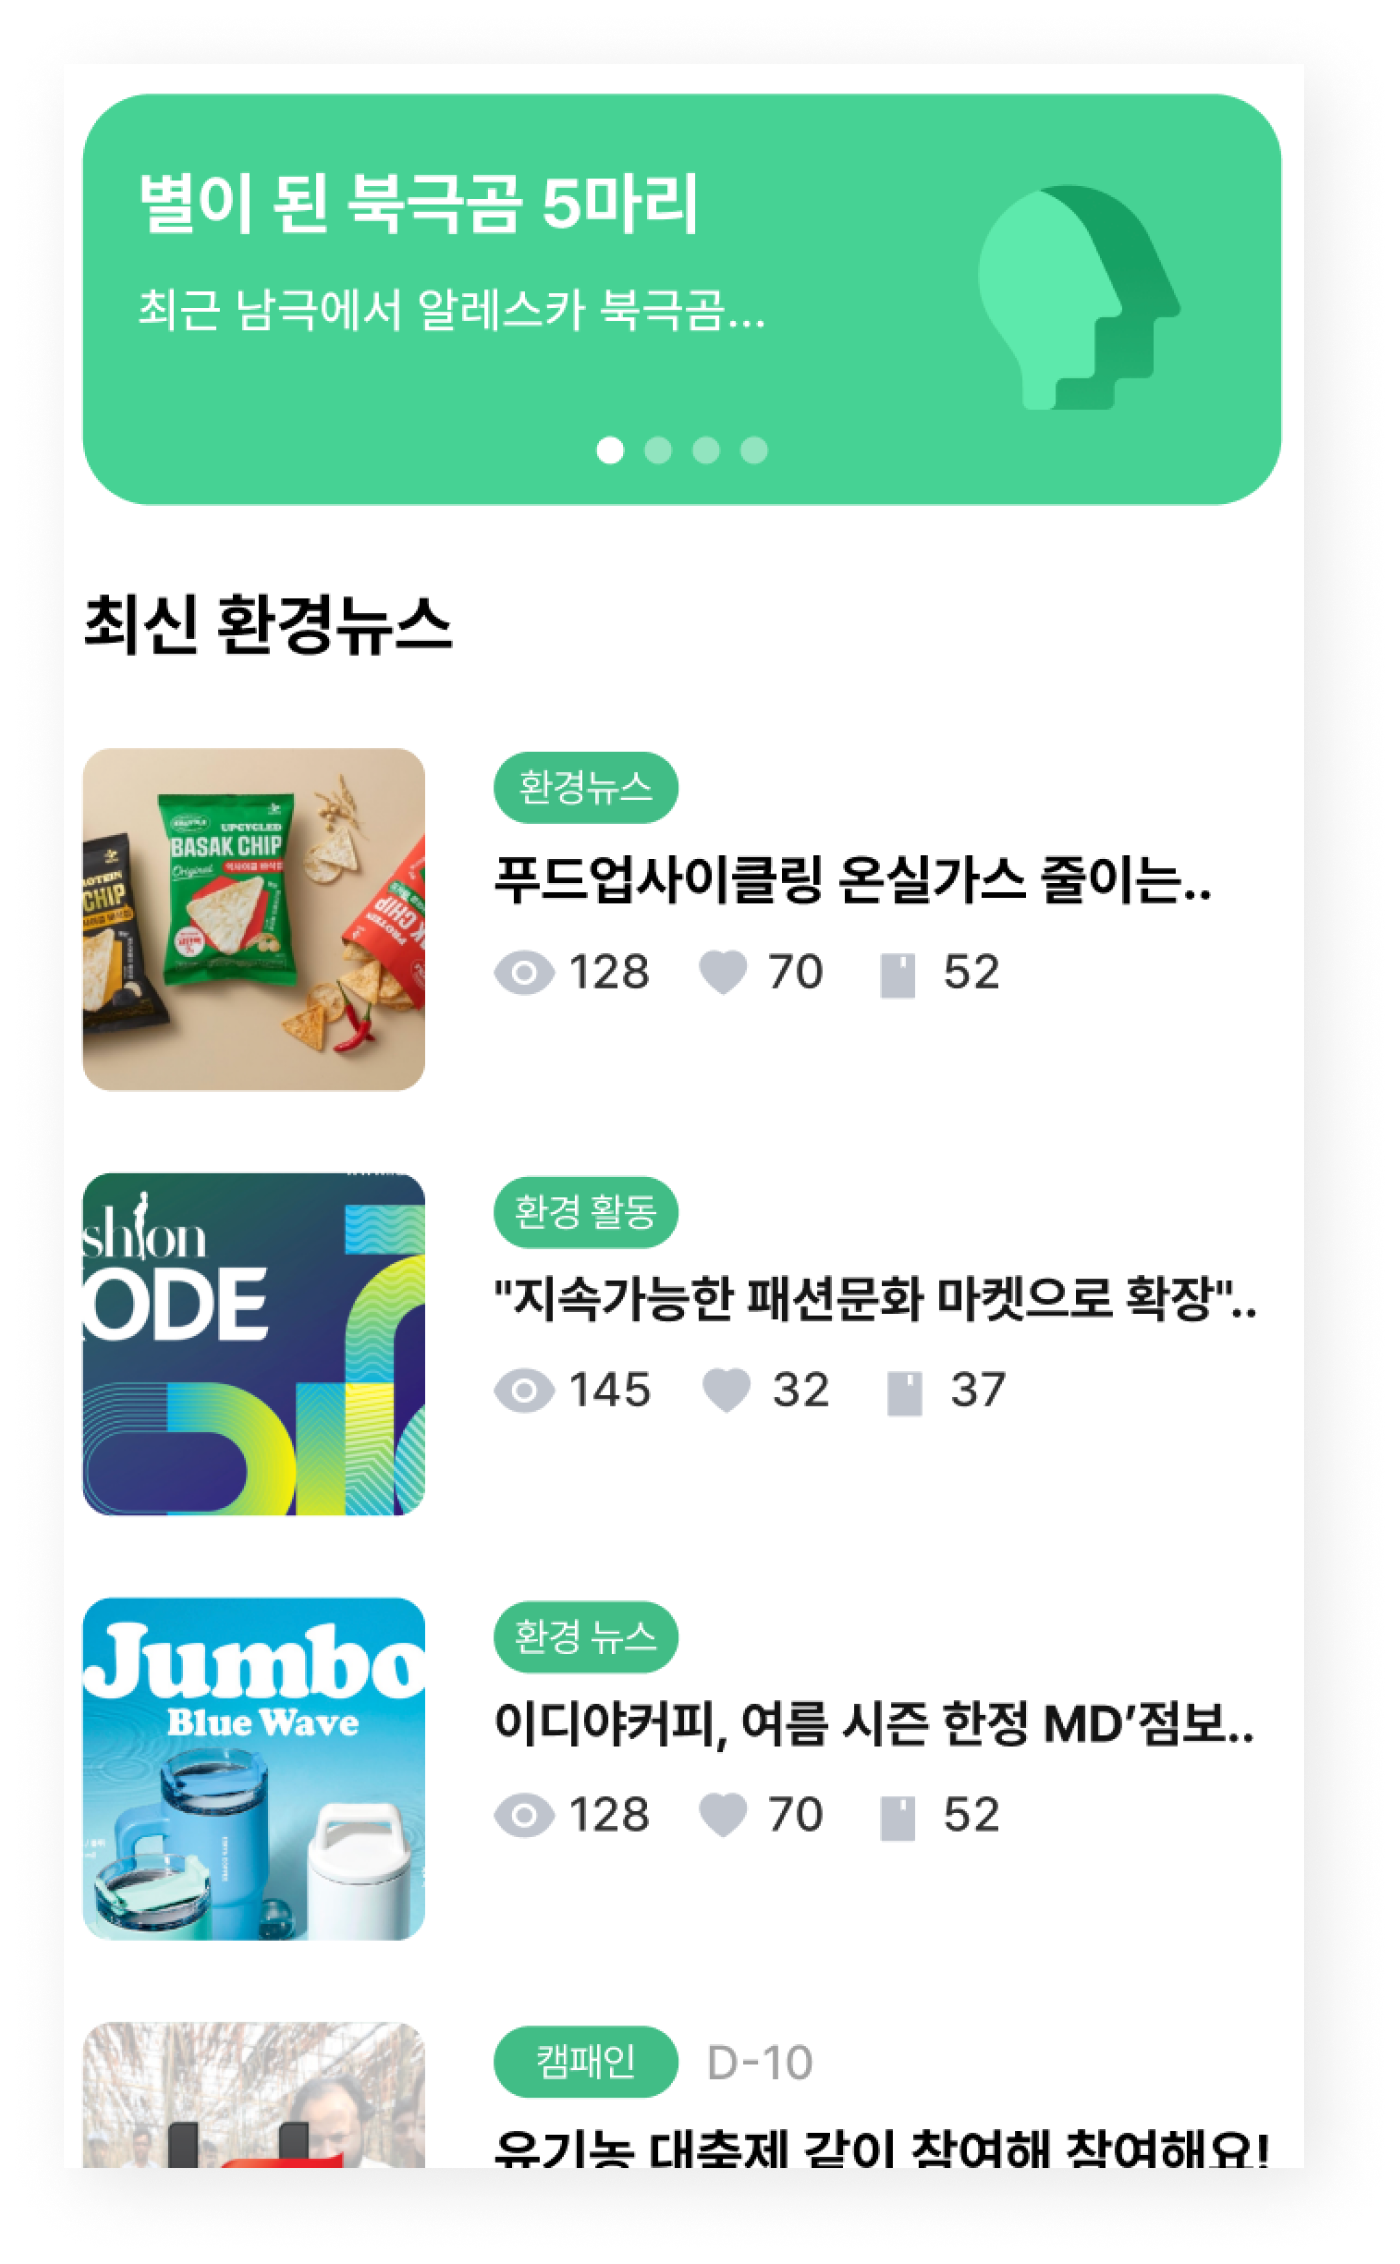 별이 된 북극곰 5마리
최근 남극에서 알레스카 북극곰...
최신 환경뉴스
UPCYCLED
BASAK CHIP
Original
CHIP
환경뉴스
푸드업사이클링 온실가스 줄이는..
128 70 52
shion
ODE
환경 활동
"지속가능한 패션문화 마켓으로 확장"..
145 32 37
Jumbo
Blue Wave
환경 뉴스
이디야커피, 여름 시즌 한정 MD'점보..
128 70 52
캠패인 D-10
유기농 대축제 같이 참여해 참여해요!